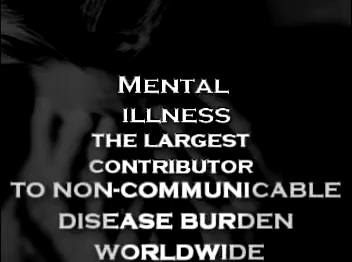 MENTAL
ILLNESS
THE LARGEST
CONTRIBUTOR
TO NON-COMMUNICABLE
DISEASE BURDEN
WORLDWIDE